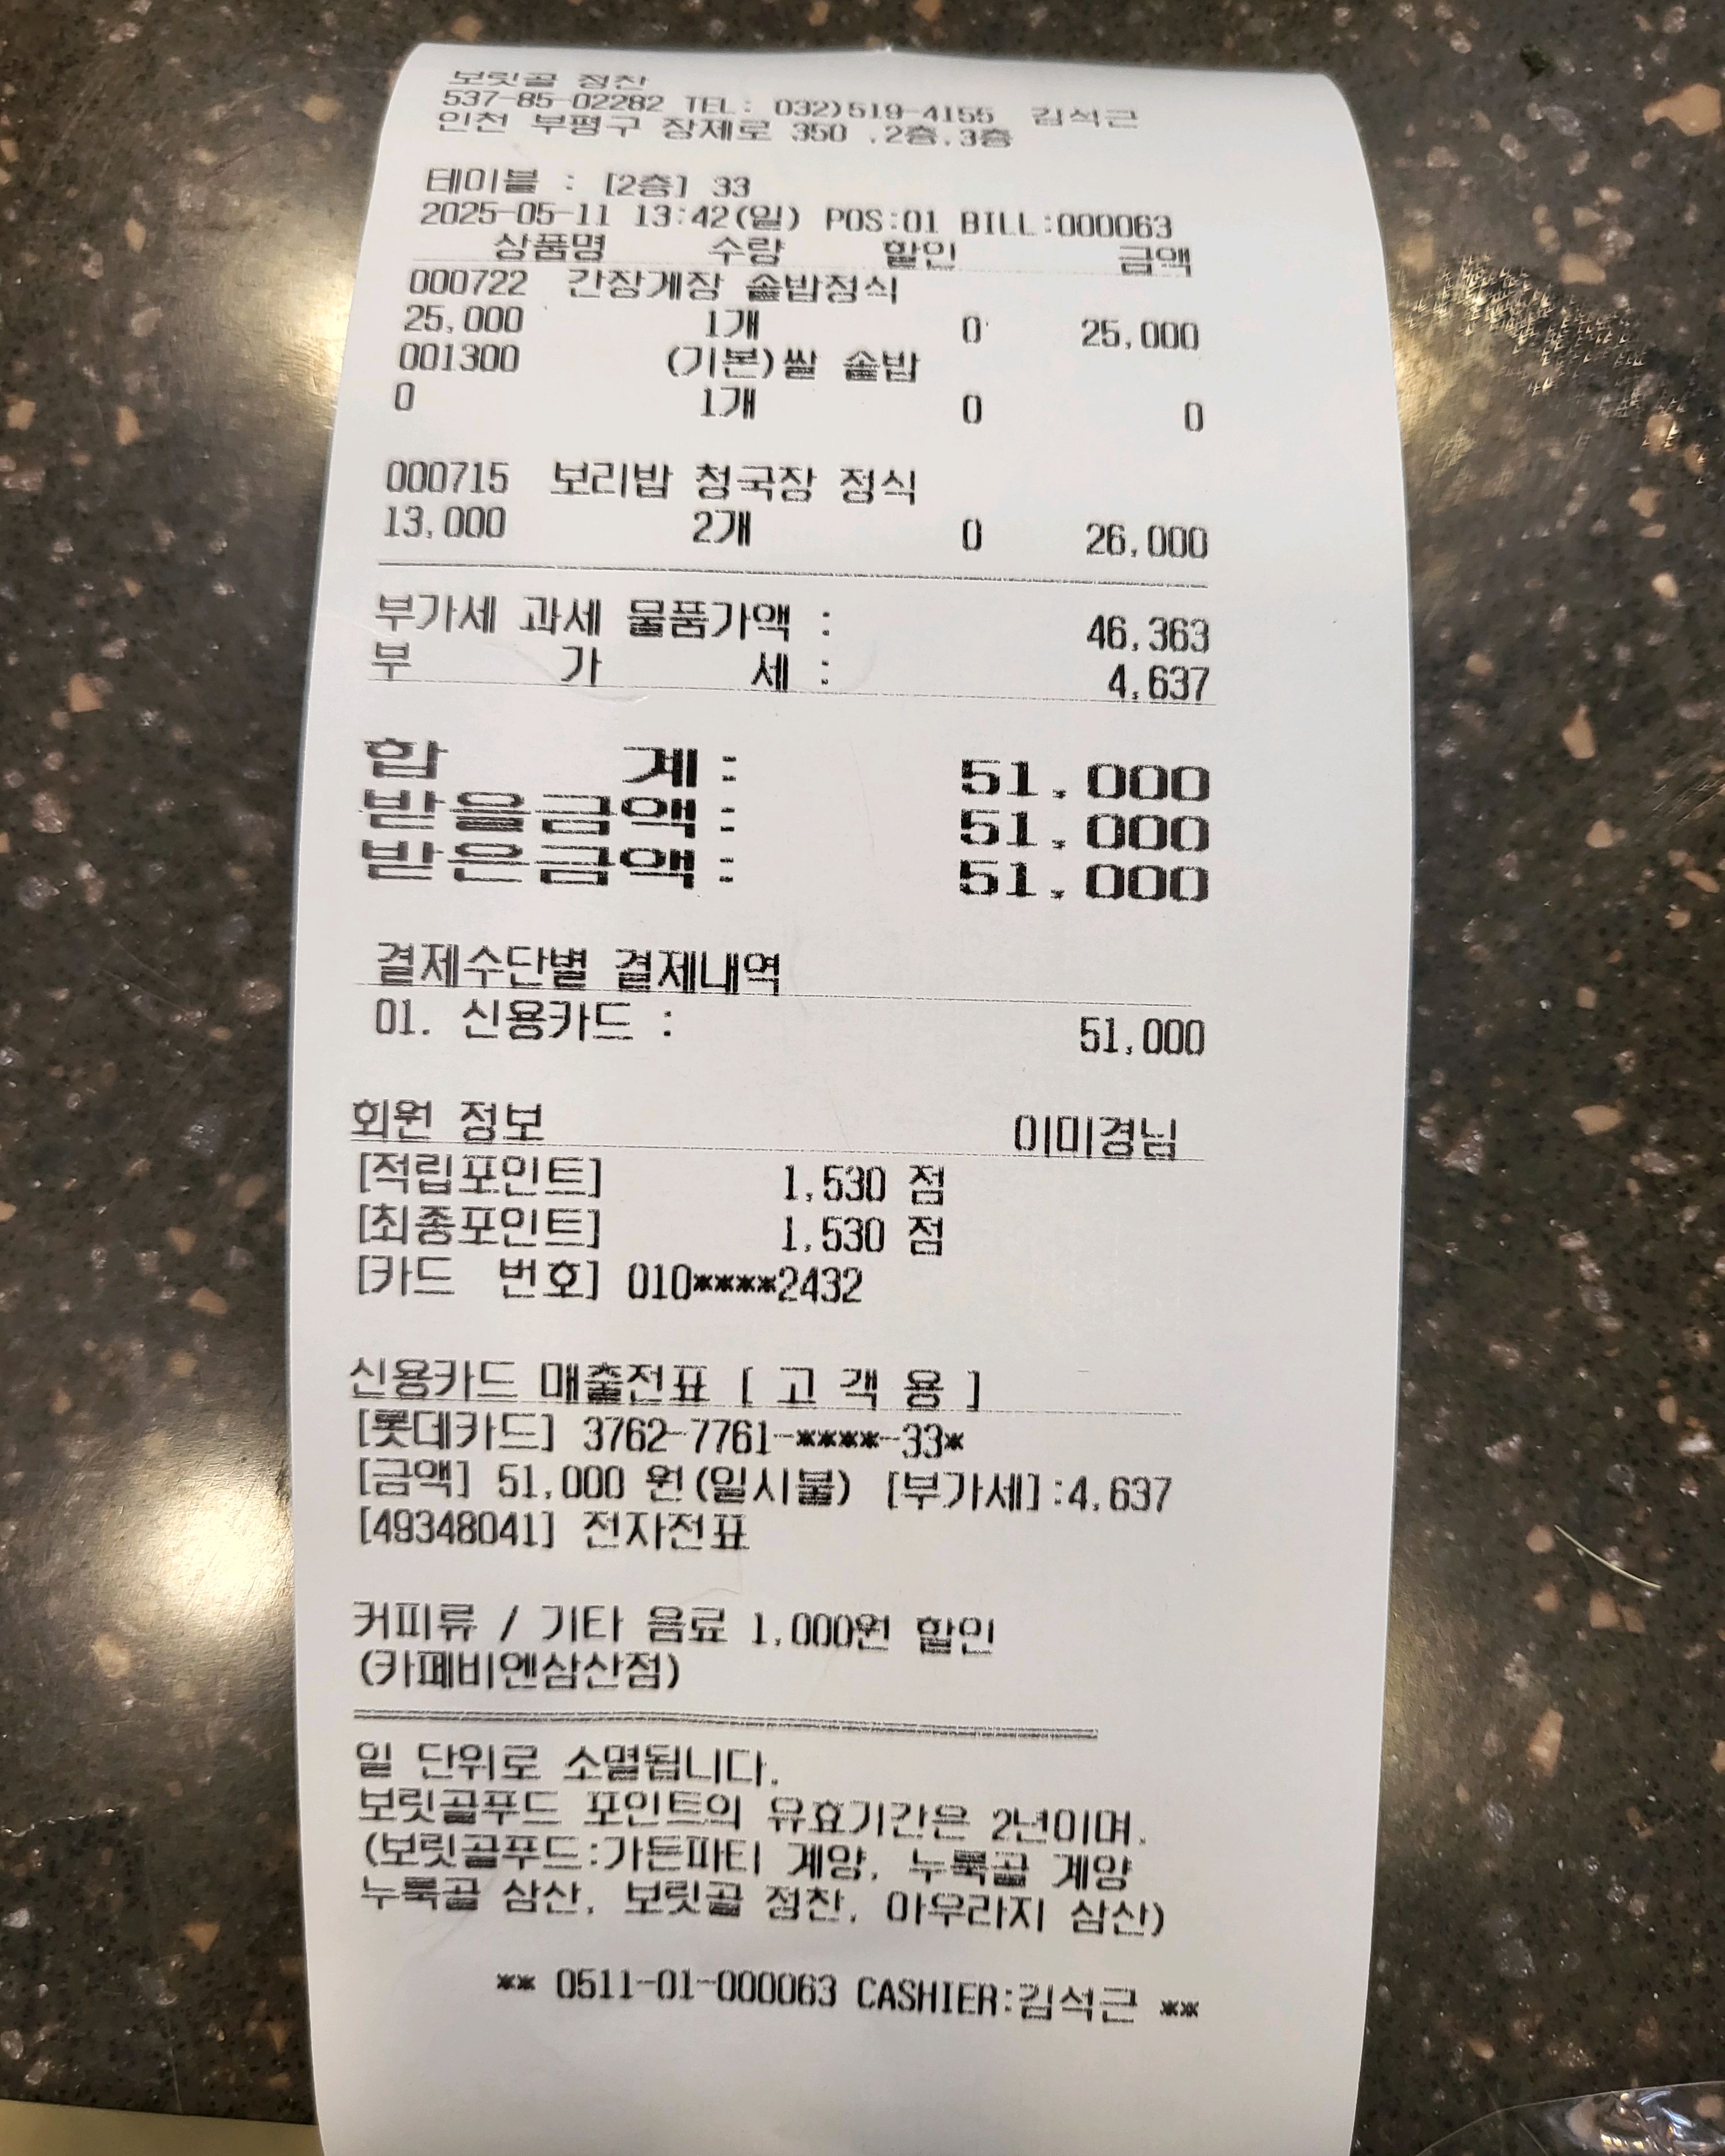 보릿골 정찬
537-85-02282 TEL: 032)519-4155 김석근
인천 부평구 장제로 350 .2층.3층
테이블 : [2층] 33
2025-05-11 13:42(일) POS:01 BILL:000063
상품명 수량 할인 금액
000722 간장게장 솥밥정식
25,000 1개 0 25,000
001300 (기본)쌀 솥밥
0 1개 0 0
000715 보리밥 청국장 정식
13,000 2개 0 26,000
부가세 과세 물품가액 : 46,363
부 가 세 : 4,637
합 계 : 51,000
받을금액 : 51,000
받은금액 : 51,000
결제수단별 결제내역
01. 신용카드 : 51,000
회원 정보 이미경님
[적립포인트] 1,530 점
[최종포인트] 1,530 점
[카드 번호] 010****2432
신용카드 매출전표 [ 고 객 용 ]
[롯데카드] 3762-7761-****-33*
[금액] 51,000 원(일시불) [부가세]:4,637
[49348041] 전자전표
커피류 / 기타 음료 1,000원 할인
(카페비엔삼산점)
일 단위로 소멸됩니다.
보릿골푸드 포인트의 유효기간은 2년이며,
(보릿골푸드:가든파티 계양, 누룩골 계양
누룩골 삼산, 보릿골 정찬, 아우라지 삼산)
** 0511-01-000063 CASHIER:김석근 **